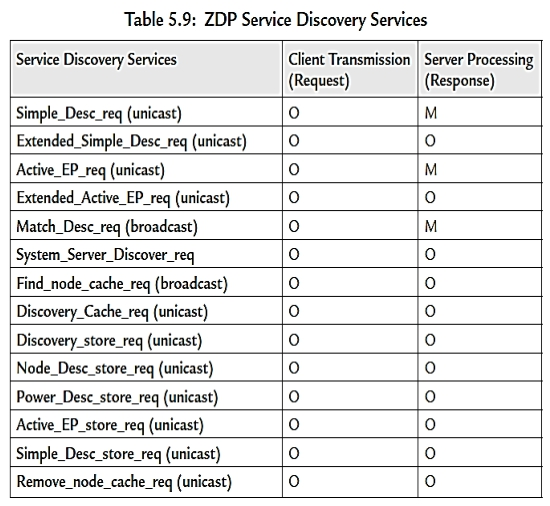 Table 5.9: ZDP Service Discovery Services
Service Discovery Services Client Transmission (Request) Server Processing (Response)
Simple_Desc_req (unicast) O M
Extended_Simple_Desc_req (unicast) O O
Active_EP_req (unicast) O M
Extended_Active_EP_req (unicast) O O
Match_Desc_req (broadcast) O M
System_Server_Discover_req O O
Find_node_cache_req (broadcast) O O
Discovery_Cache_req (unicast) O O
Discovery_store_req (unicast) O O
Node_Desc_store_req (unicast) O O
Power_Desc_store_req (unicast) O O
Active_EP_store_req (unicast) O O
Simple_Desc_store_req (unicast) O O
Remove_node_cache_req (unicast) O O